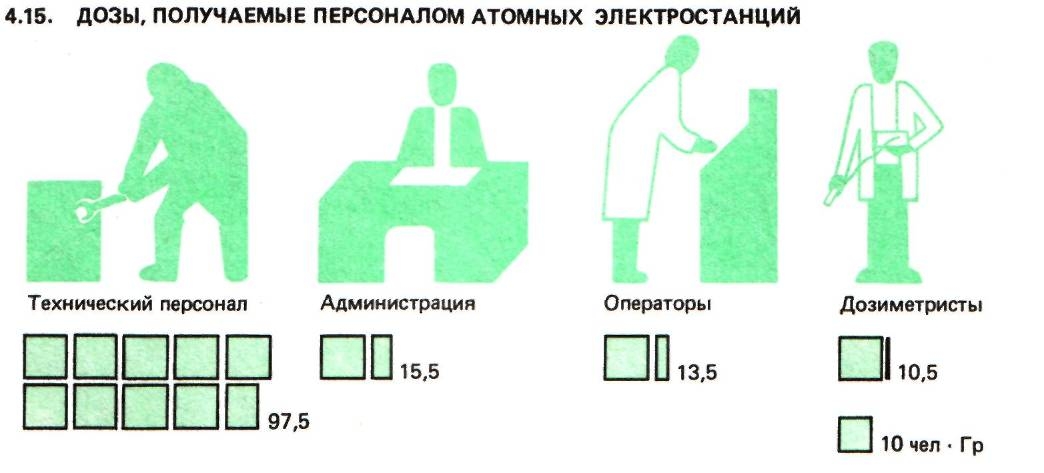 4.15. ДОЗЫ, ПОЛУЧАЕМЫЕ ПЕРСОНАЛОМ АТОМНЫХ ЭЛЕКТРОСТАНЦИЙ
Технический персонал
97,5
Администрация
15,5
Операторы
13,5
Дозиметристы
10,5
10 чел · Гр